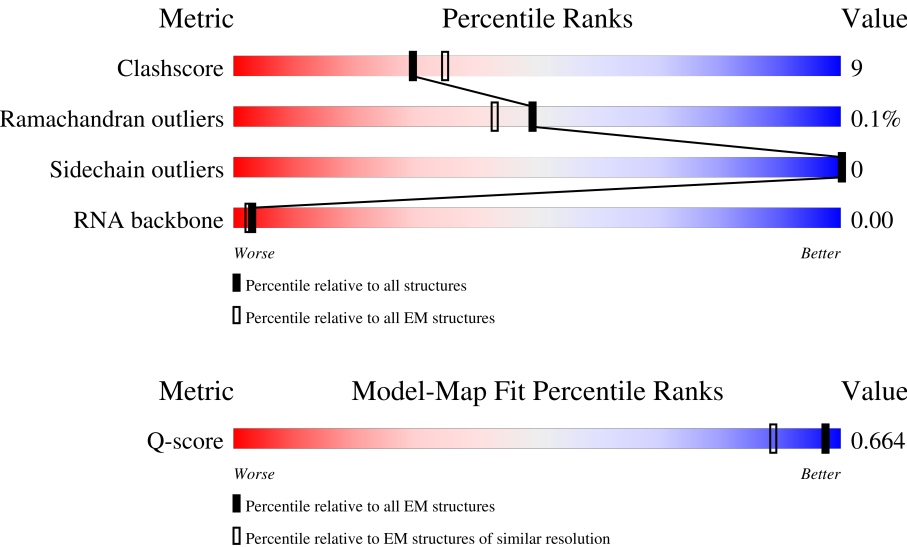 Metric Percentile Ranks Value
Clashscore 9
Ramachandran outliers 0.1%
Sidechain outliers 0
RNA backbone 0.00
Worse Better
Percentile relative to all structures
Percentile relative to all EM structures
Metric Model-Map Fit Percentile Ranks Value
Q-score 0.664
Worse Better
Percentile relative to all EM structures
Percentile relative to EM structures of similar resolution